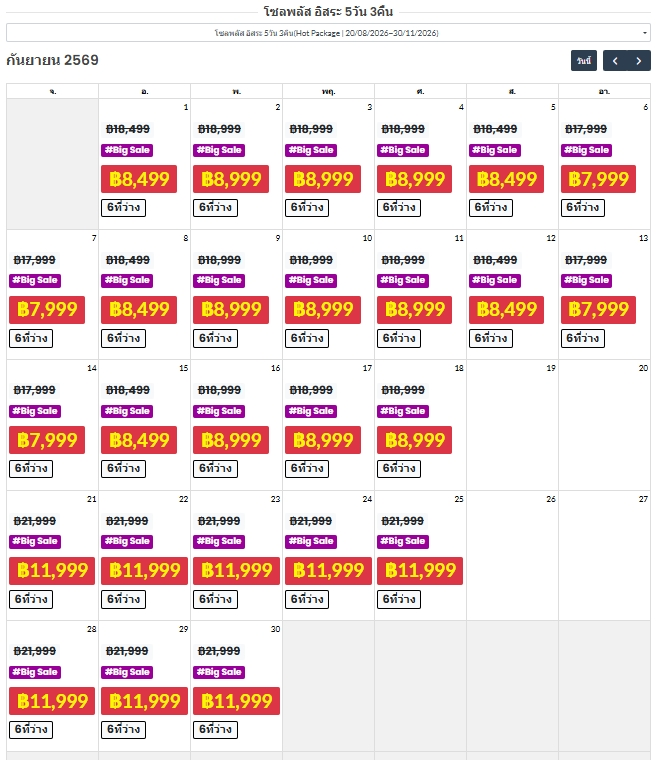 โซลพลัส อิสระ 5วัน 3คืน
โซลพลัส อิสระ 5วัน 3คืน(Hot Package | 20/08/2026–30/11/2026)
กันยายน 2569
วันนี้
จ. อ. พ. พฤ. ศ. ส. อา.
1 2 3 4 5 6
฿18,499 ฿18,999 ฿18,999 ฿18,999 ฿18,499 ฿17,999
#Big Sale #Big Sale #Big Sale #Big Sale #Big Sale #Big Sale
฿8,499 ฿8,999 ฿8,999 ฿8,999 ฿8,499 ฿7,999
6ที่ว่าง 6ที่ว่าง 6ที่ว่าง 6ที่ว่าง 6ที่ว่าง 6ที่ว่าง
7 8 9 10 11 12 13
฿17,999 ฿18,499 ฿18,999 ฿18,999 ฿18,999 ฿18,499 ฿17,999
#Big Sale #Big Sale #Big Sale #Big Sale #Big Sale #Big Sale #Big Sale
฿7,999 ฿8,499 ฿8,999 ฿8,999 ฿8,999 ฿8,499 ฿7,999
6ที่ว่าง 6ที่ว่าง 6ที่ว่าง 6ที่ว่าง 6ที่ว่าง 6ที่ว่าง 6ที่ว่าง
14 15 16 17 18 19 20
฿17,999 ฿18,499 ฿18,999 ฿18,999 ฿18,999
#Big Sale #Big Sale #Big Sale #Big Sale #Big Sale
฿7,999 ฿8,499 ฿8,999 ฿8,999 ฿8,999
6ที่ว่าง 6ที่ว่าง 6ที่ว่าง 6ที่ว่าง 6ที่ว่าง
21 22 23 24 25 26 27
฿21,999 ฿21,999 ฿21,999 ฿21,999 ฿21,999
#Big Sale #Big Sale #Big Sale #Big Sale #Big Sale
฿11,999 ฿11,999 ฿11,999 ฿11,999 ฿11,999
6ที่ว่าง 6ที่ว่าง 6ที่ว่าง 6ที่ว่าง 6ที่ว่าง
28 29 30
฿21,999 ฿21,999 ฿21,999
#Big Sale #Big Sale #Big Sale
฿11,999 ฿11,999 ฿11,999
6ที่ว่าง 6ที่ว่าง 6ที่ว่าง